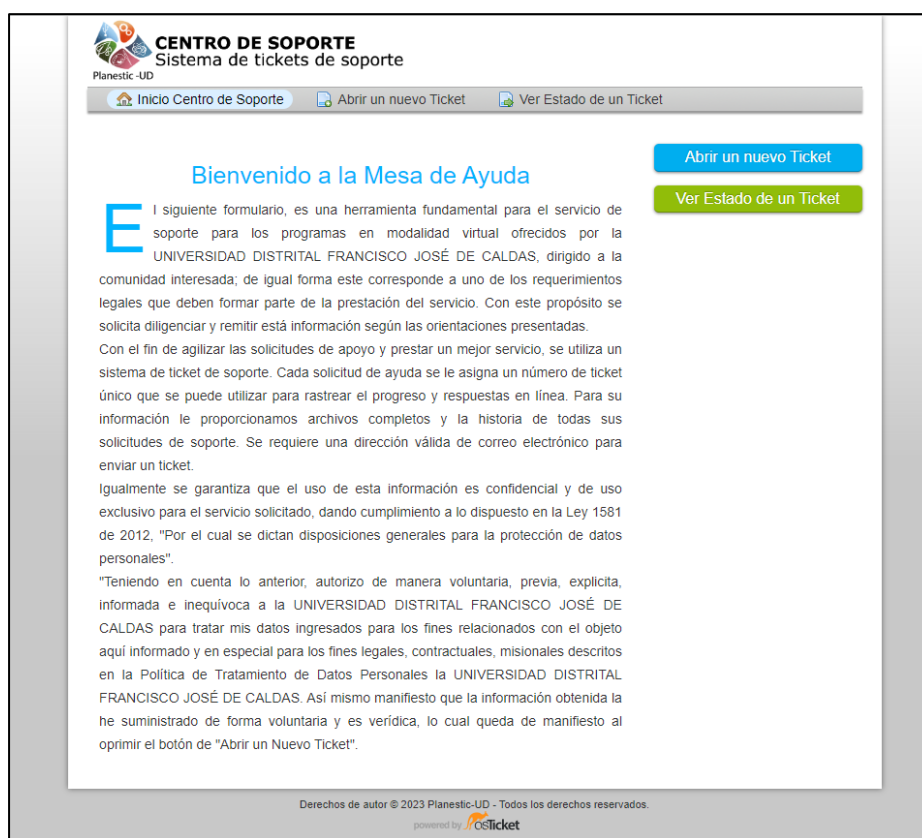 CENTRO DE SOPORTE
Sistema de tickets de soporte
Planestic -UD
Inicio Centro de Soporte
Abrir un nuevo Ticket
Ver Estado de un Ticket
Abrir un nuevo Ticket
Ver Estado de un Ticket
Bienvenido a la Mesa de Ayuda
El siguiente formulario, es una herramienta fundamental para el servicio de
soporte para los programas en modalidad virtual ofrecidos por la
UNIVERSIDAD DISTRITAL FRANCISCO JOSÉ DE CALDAS, dirigido a la
comunidad interesada; de igual forma este corresponde a uno de los requerimientos
legales que deben formar parte de la prestación del servicio. Con este propósito se
solicita diligenciar y remitir está información según las orientaciones presentadas.
Con el fin de agilizar las solicitudes de apoyo y prestar un mejor servicio, se utiliza un
sistema de ticket de soporte. Cada solicitud de ayuda se le asigna un número de ticket
único que se puede utilizar para rastrear el progreso y respuestas en línea. Para su
información le proporcionamos archivos completos y la historia de todas sus
solicitudes de soporte. Se requiere una dirección válida de correo electrónico para
enviar un ticket.
Igualmente se garantiza que el uso de esta información es confidencial y de uso
exclusivo para el servicio solicitado, dando cumplimiento a lo dispuesto en la Ley 1581
de 2012, "Por el cual se dictan disposiciones generales para la protección de datos
personales".
"Teniendo en cuenta lo anterior, autorizo de manera voluntaria, previa, explicita,
informada e inequívoca a la UNIVERSIDAD DISTRITAL FRANCISCO JOSÉ DE
CALDAS para tratar mis datos ingresados para los fines relacionados con el objeto
aquí informado y en especial para los fines legales, contractuales, misionales descritos
en la Política de Tratamiento de Datos Personales la UNIVERSIDAD DISTRITAL
FRANCISCO JOSÉ DE CALDAS. Así mismo manifiesto que la información obtenida la
he suministrado de forma voluntaria y es verídica, lo cual queda de manifiesto al
oprimir el botón de "Abrir un Nuevo Ticket".
Derechos de autor © 2023 Planestic-UD - Todos los derechos reservados.
powered by osTicket